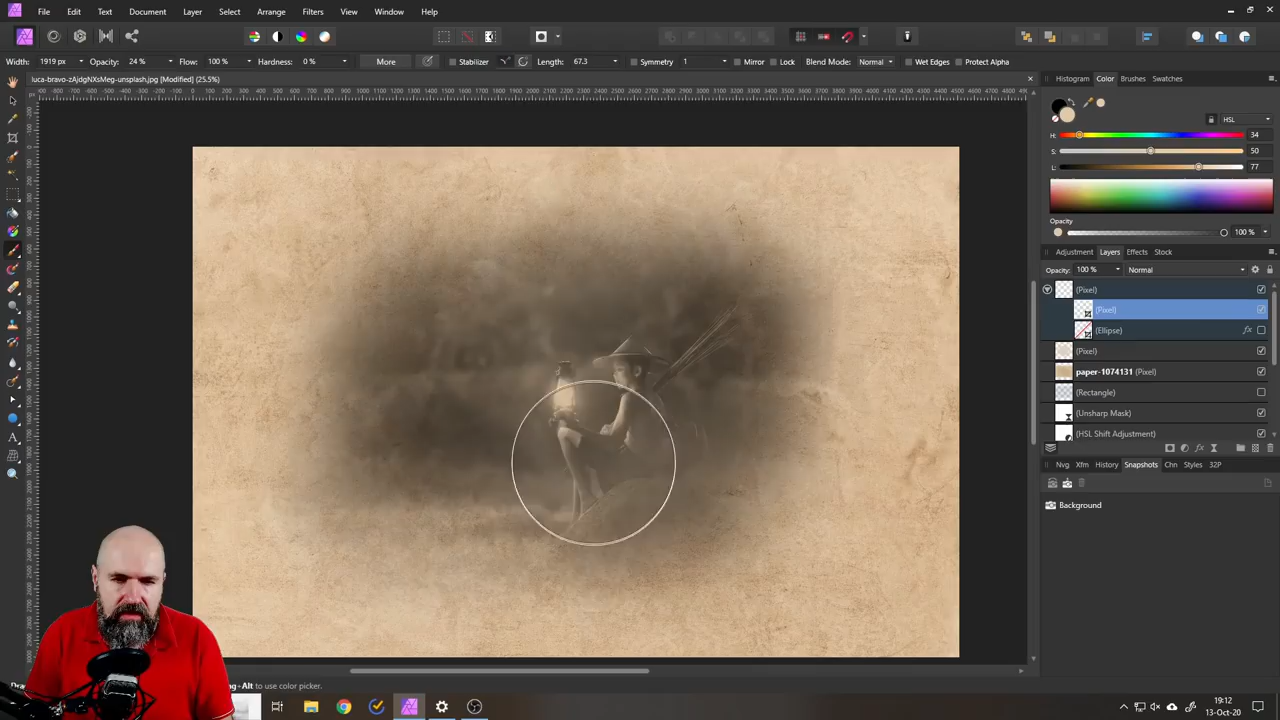 File Edit Text Document Layer Select Arrange Filters View Window Help
Width: 1919 px Opacity: 24 % Flow: 100 % Hardness: 0 % More Stabilizer Length: 67.3 Symmetry 1 Mirror Lock Blend Mode: Normal Wet Edges Protect Alpha
luca-bravo-zAjdgNXsMeg-unsplash.jpg [Modified] (25.5%)
Histogram Color Brushes Swatches
HSL
H: 34
S: 50
L: 77
Opacity
100 %
Adjustment Layers Effects Stock
Opacity: 100 % Normal
(Pixel)
(Pixel)
(Ellipse)
(Pixel)
paper-1074131 (Pixel)
(Rectangle)
(Unsharp Mask)
(HSL Shift Adjustment)
Nvg Xfm History Snapshots Chn Styles 32P
Background
to use color picker.
19:12
13-Oct-20